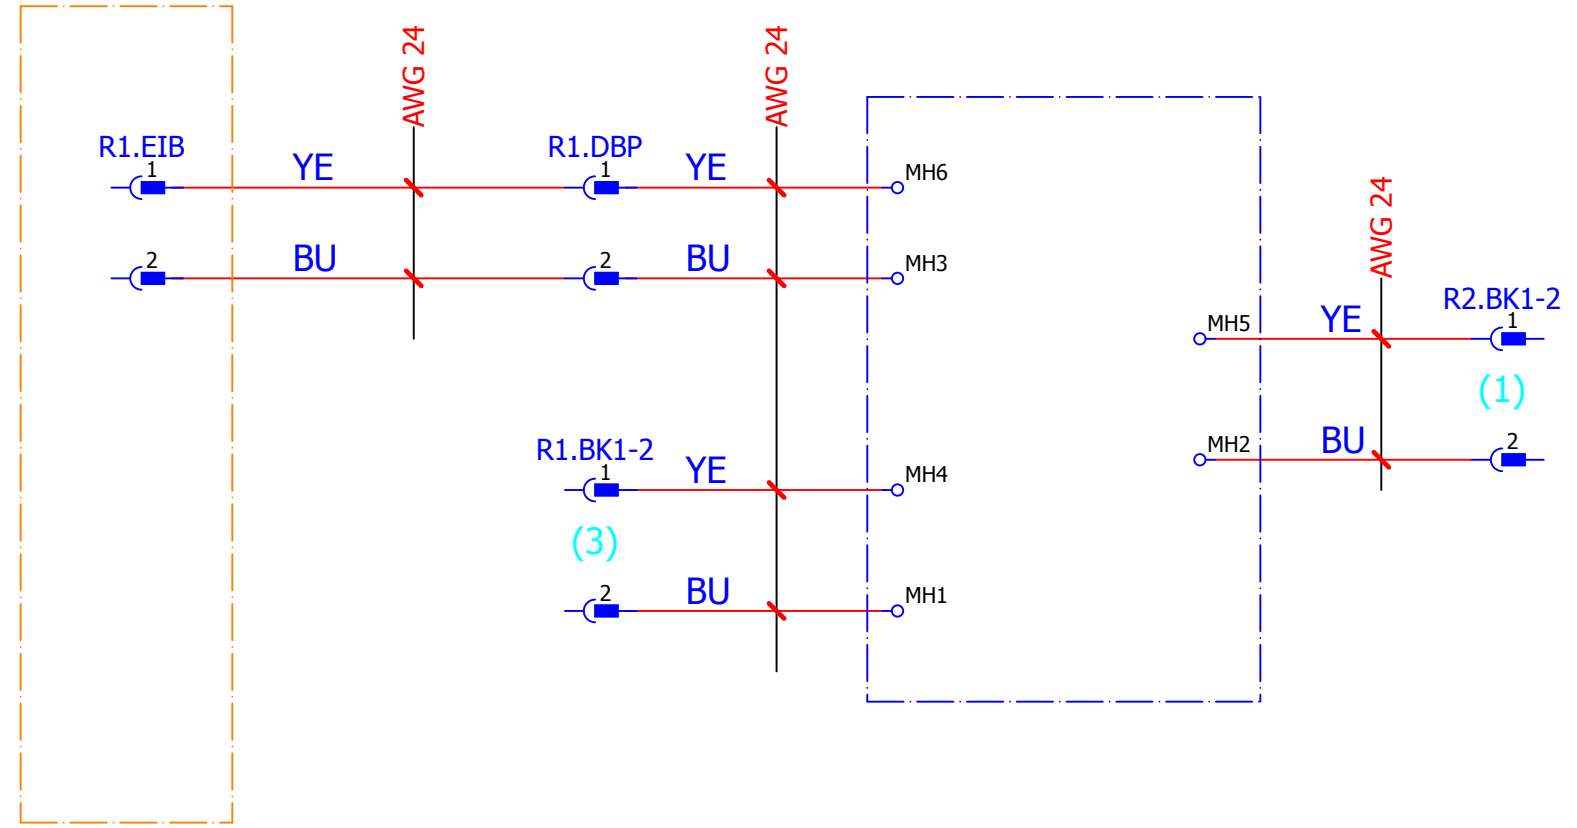 AWG 24
AWG 24
R1.EIB
1
YE
R1.DBP
1
YE
MH6
2
BU
2
BU
MH3
AWG 24
R2.BK1-2
MH5
YE
1
(1)
R1.BK1-2
1
YE
MH4
MH2
BU
2
(3)
2
BU
MH1